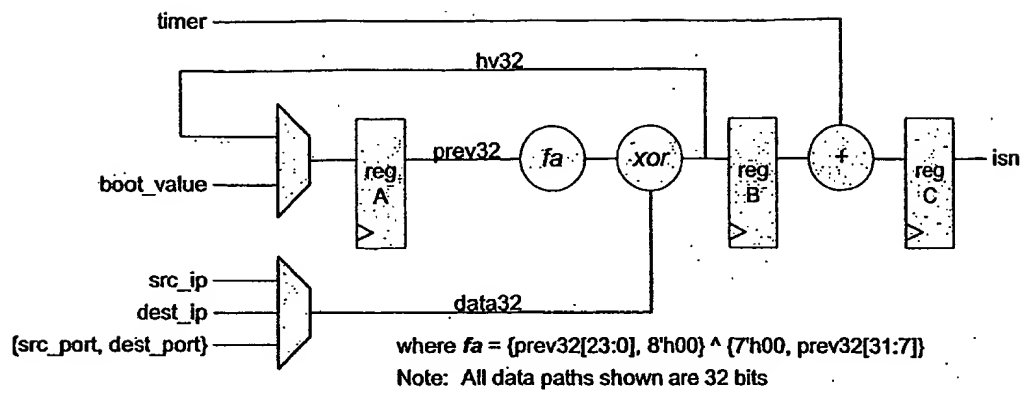 timer
hv32
boot_value
reg
A
prev32
fa
xor
reg
B
+
reg
C
isn
src_ip
dest_ip
{src_port, dest_port}
data32
where fa = {prev32[23:0], 8'h00} ^ {7'h00, prev32[31:7]}
Note: All data paths shown are 32 bits